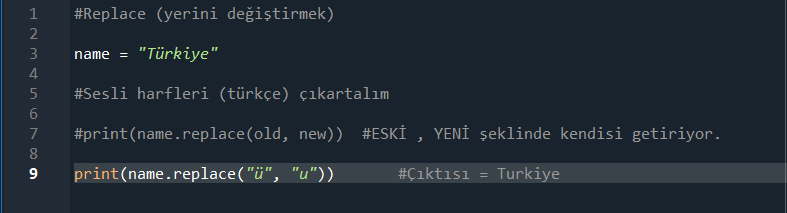 1 #Replace (yerini değiştirmek)
2
3 name = "Türkiye"
4
5 #Sesli harfleri (türkçe) çıkartalım
6
7 #print(name.replace(old, new))  #ESKİ , YENİ şeklinde kendisi getiriyor.
8
9 print(name.replace("ü", "u"))       #Çıktısı = Turkiye